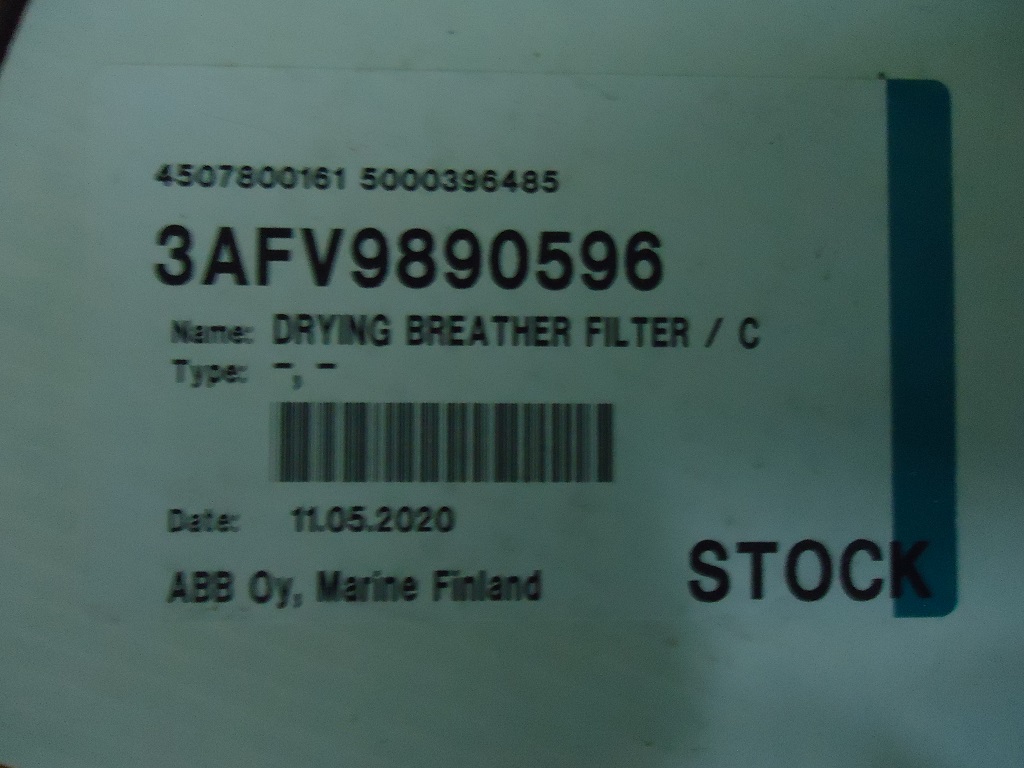 4507800161 5000396485
3AFV9890596
Name: DRYING BREATHER FILTER / C
Type: -, -
Date: 11.05.2020
ABB Oy, Marine Finland
STOCK